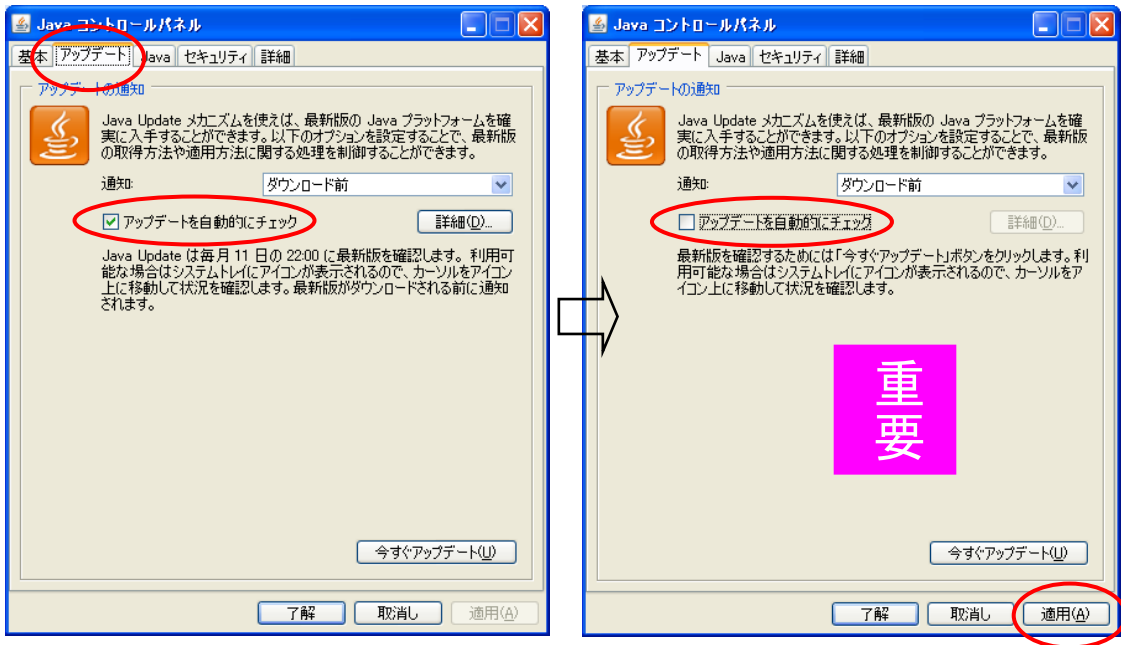 Java コントロールパネル
基本 アップデート Java セキュリティ 詳細
アップデートの通知
Java Update メカニズムを使えば、最新版の Java プラットフォームを確
実に入手することができます。以下のオプションを設定することで、最新版
の取得方法や適用方法に関する処理を制御することができます。
通知: ダウンロード前
アップデートを自動的にチェック 詳細(D)...
Java Update は毎月 11 日の 22:00 に最新版を確認します。利用可
能な場合はシステムトレイにアイコンが表示されるので、カーソルをアイコン
上に移動して状況を確認します。最新版がダウンロードされる前に通知
されます。
今すぐアップデート(U)
了解 取消し 適用(A)
Java コントロールパネル
基本 アップデート Java セキュリティ 詳細
アップデートの通知
Java Update メカニズムを使えば、最新版の Java プラットフォームを確
実に入手することができます。以下のオプションを設定することで、最新版
の取得方法や適用方法に関する処理を制御することができます。
通知: ダウンロード前
アップデートを自動的にチェック 詳細(D)...
最新版を確認するためには「今すぐアップデート」ボタンをクリックします。利
用可能な場合はシステムトレイにアイコンが表示されるので、カーソルをア
イコン上に移動して状況を確認します。
重要
今すぐアップデート(U)
了解 取消し 適用(A)